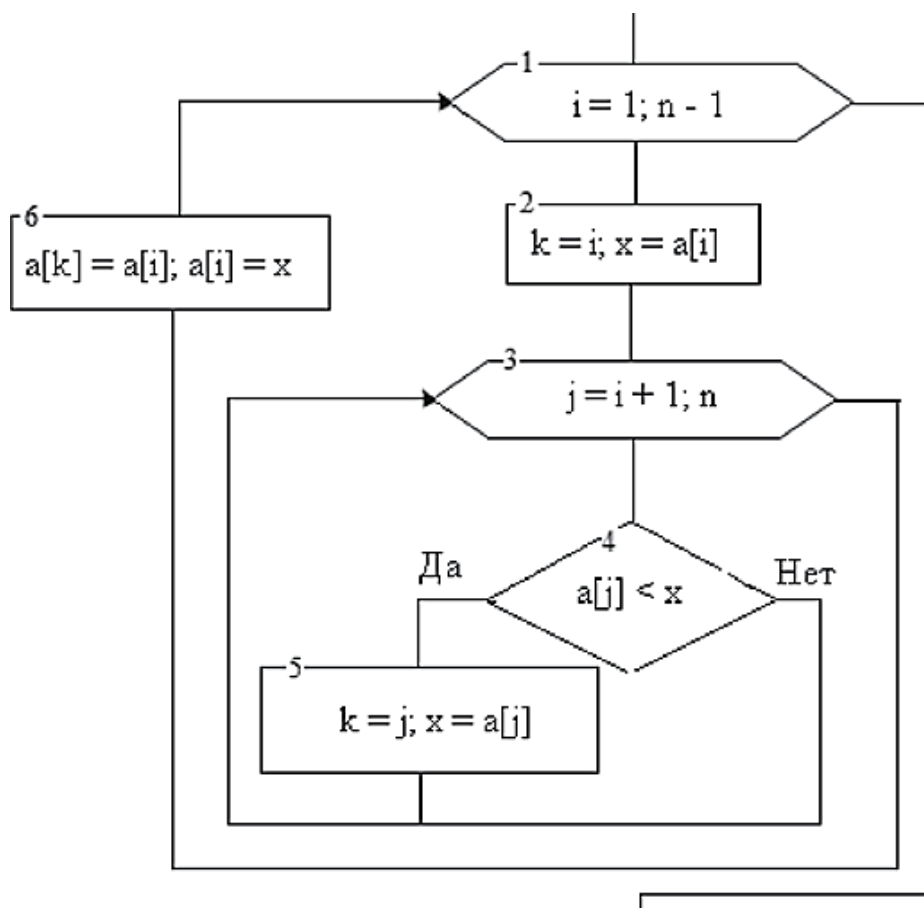 1
i = 1; n - 1
6
a[k] = a[i]; a[i] = x
2
k = i; x = a[i]
3
j = i + 1; n
4
Да
a[j] < x
Нет
5
k = j; x = a[j]